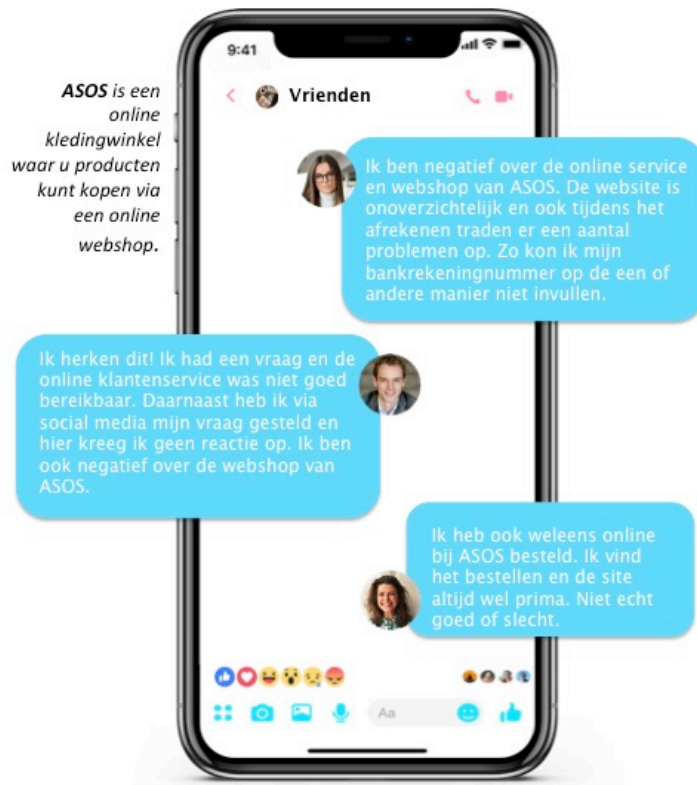 9:41
Vrienden
ASOS is een
online
kledingwinkel
waar u producten
kunt kopen via
een online
webshop.
Ik ben negatief over de online service
en webshop van ASOS. De website is
onoverzichtelijk en ook tijdens het
afrekenen traden er een aantal
problemen op. Zo kon ik mijn
bankrekeningnummer op de een of
andere manier niet invullen.
Ik herken dit! Ik had een vraag en de
online klantenservice was niet goed
bereikbaar. Daarnaast heb ik via
social media mijn vraag gesteld en
hier kreeg ik geen reactie op. Ik ben
ook negatief over de webshop van
ASOS.
Ik heb ook weleens online
bij ASOS besteld. Ik vind
het bestellen en de site
altijd wel prima. Niet echt
goed of slecht.
Aa